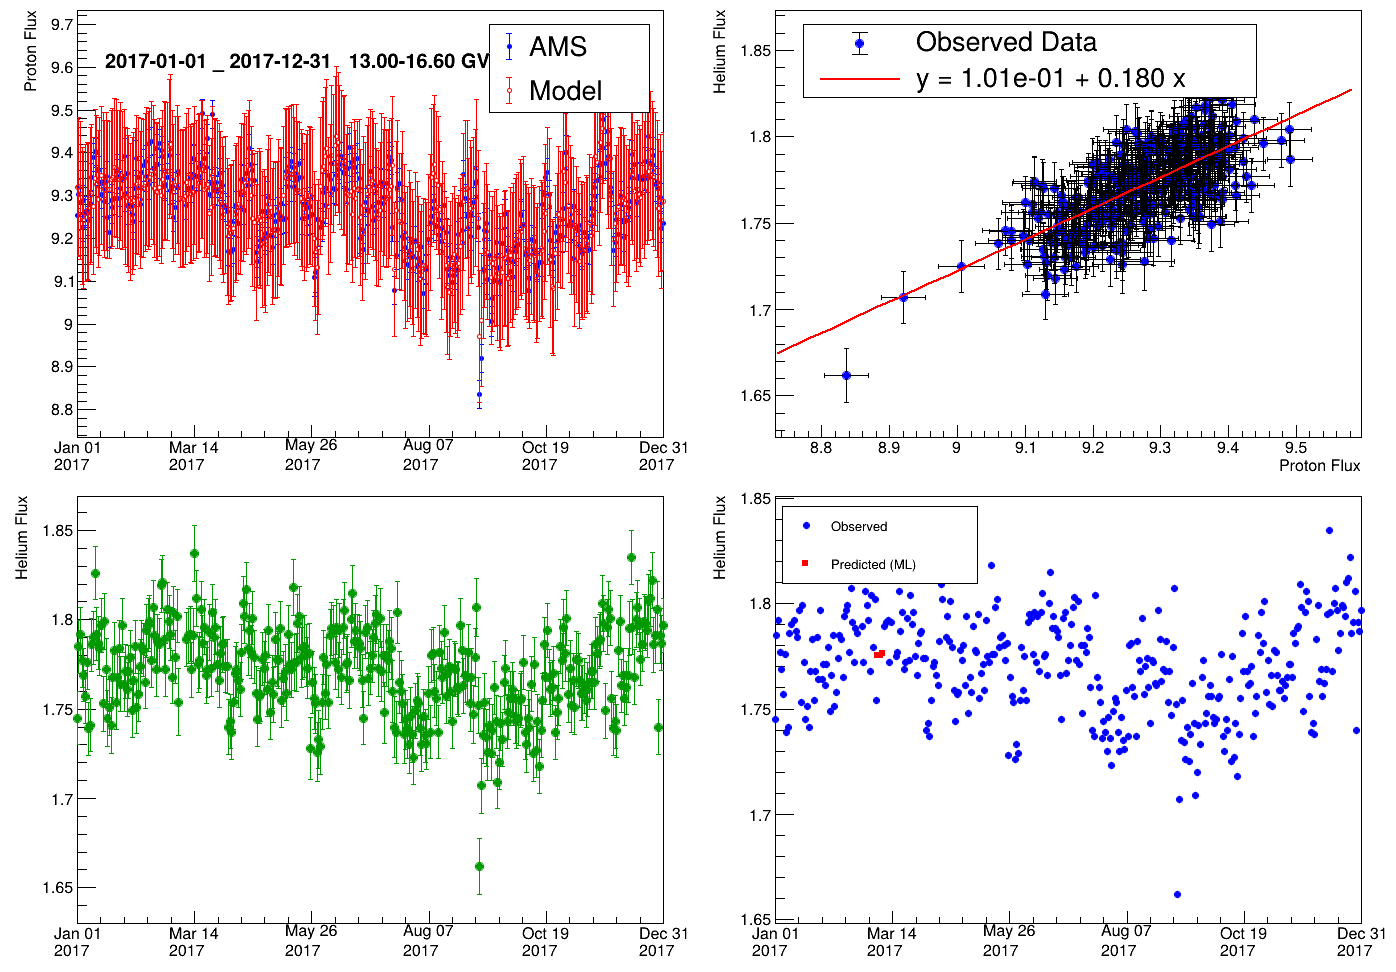 Proton Flux
9.7
9.6
9.5
9.4
9.3
9.2
9.1
9
8.9
8.8
2017-01-01 _ 2017-12-31 13.00-16.60 GV
AMS
Model
Jan 01
2017
Mar 14
2017
May 26
2017
Aug 07
2017
Oct 19
2017
Dec 31
2017
Helium Flux
1.85
1.8
1.75
1.7
1.65
Observed Data
y = 1.01e-01 + 0.180 x
8.8
8.9
9
9.1
9.2
9.3
9.4
9.5
Proton Flux
Helium Flux
1.85
1.8
1.75
1.7
1.65
Jan 01
2017
Mar 14
2017
May 26
2017
Aug 07
2017
Oct 19
2017
Dec 31
2017
Helium Flux
1.85
1.8
1.75
1.7
1.65
Observed
Predicted (ML)
Jan 01
2017
Mar 14
2017
May 26
2017
Aug 07
2017
Oct 19
2017
Dec 31
2017